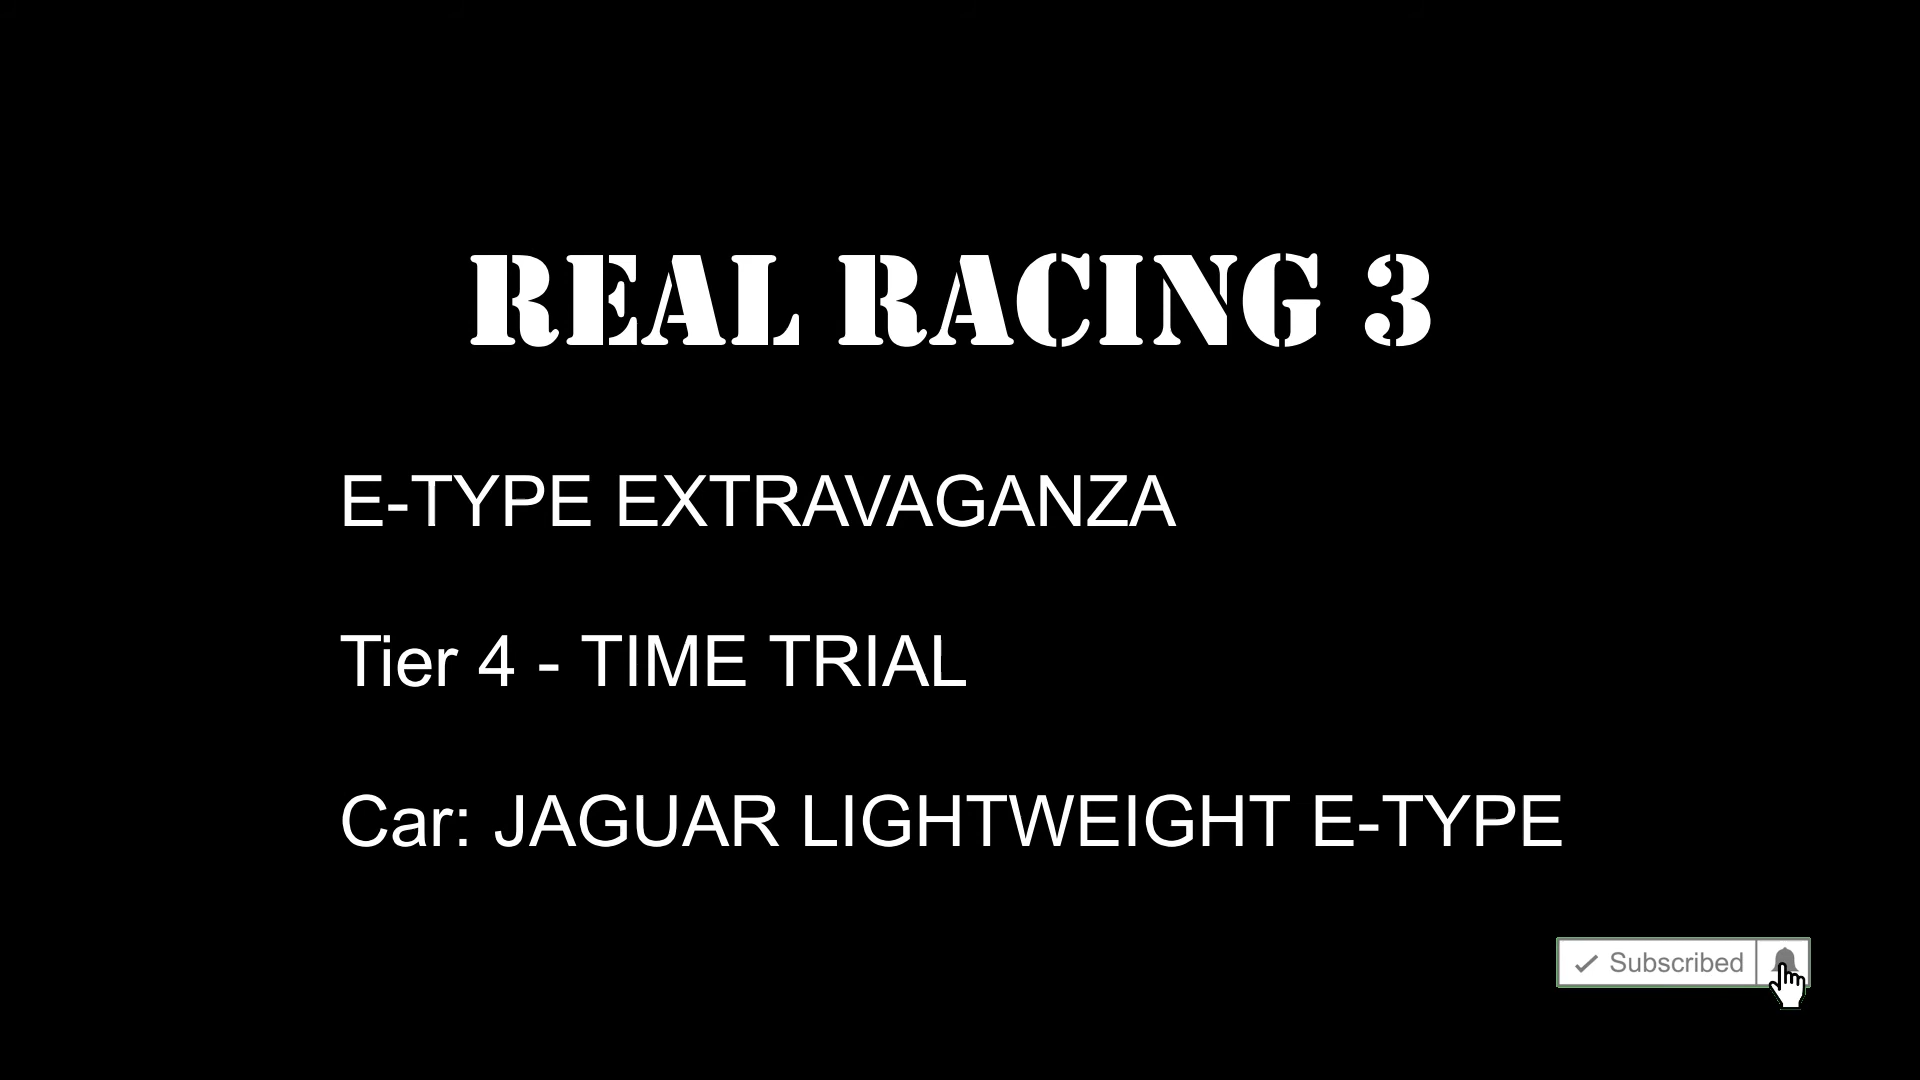 REAL RACING 3
E-TYPE EXTRAVAGANZA
Tier 4 - TIME TRIAL
Car: JAGUAR LIGHTWEIGHT E-TYPE
Subscribed